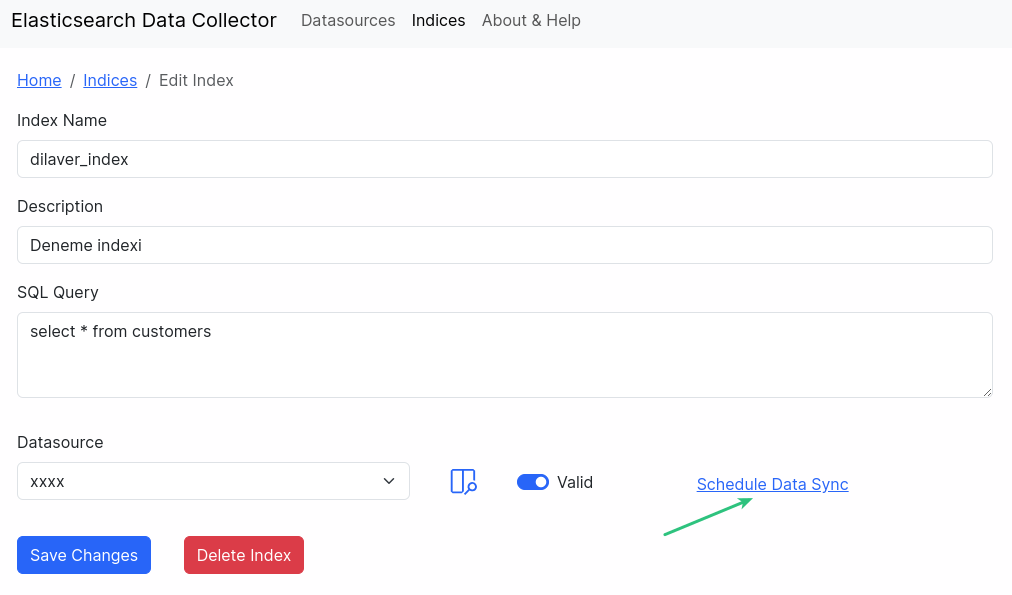 Elasticsearch Data Collector Datasources Indices About & Help
Home / Indices / Edit Index
Index Name
dilaver_index
Description
Deneme indexi
SQL Query
select * from customers
Datasource
xxxx Valid Schedule Data Sync
Save Changes Delete Index